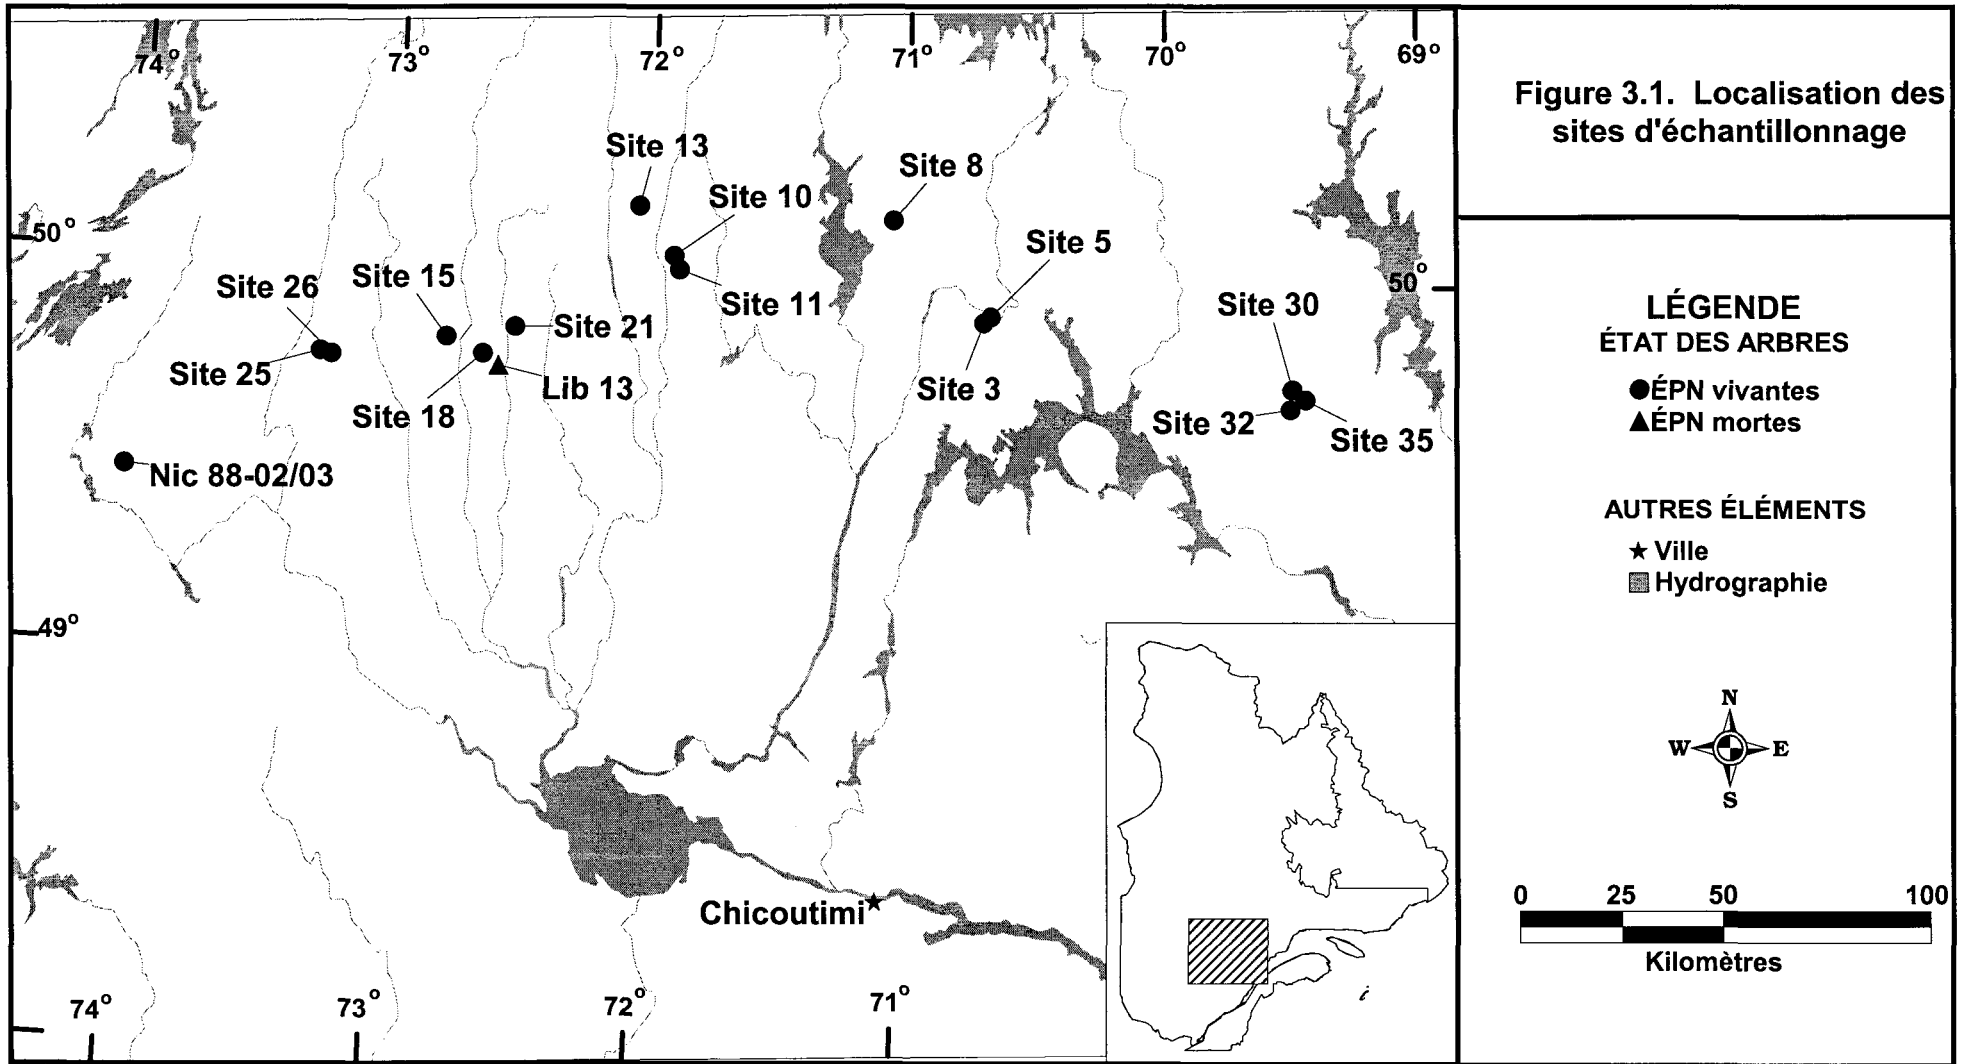 74°
73°
72°
71°
70°
69°
Figure 3.1. Localisation des
sites d'échantillonnage
Site 13
Site 8
Site 10
50°
Site 5
Site 15
Site 26
50°
Site 11
Site 30
Site 21
Site 25
Lib 13
Site 3
Site 18
Site 32
Site 35
Nic 88-02/03
49°
Chicoutimi
74°
73°
72°
71°
LÉGENDE
ÉTAT DES ARBRES
ÉPN vivantes
ÉPN mortes
AUTRES ÉLÉMENTS
Ville
Hydrographie
N
W E
S
0 25 50 100
Kilomètres